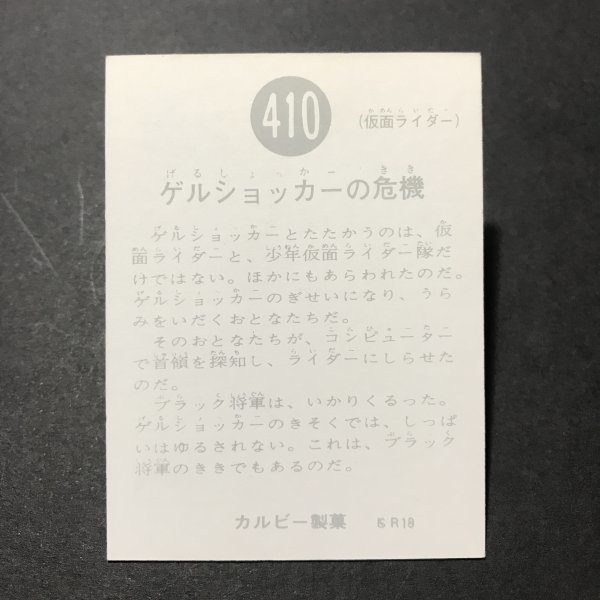 410
(仮面ライダー)
ゲルショッカーの危機
ゲルショッカーとたたかうのは、仮
面ライダーと、少年仮面ライダー隊だ
けではない。ほかにもあらわれたのだ。
ゲルショッカーのぎせいになり、うら
みをいだくおとなたちだ。
そのおとなたちが、コンピューター
で首領を探知し、ライダーにしらせた
のだ。
ブラック将軍は、いかりくるった。
ゲルショッカーのきそくでは、しっぱ
いはゆるされない。これは、ブラック
将軍のききでもあるのだ。
カルビー製菓 R19